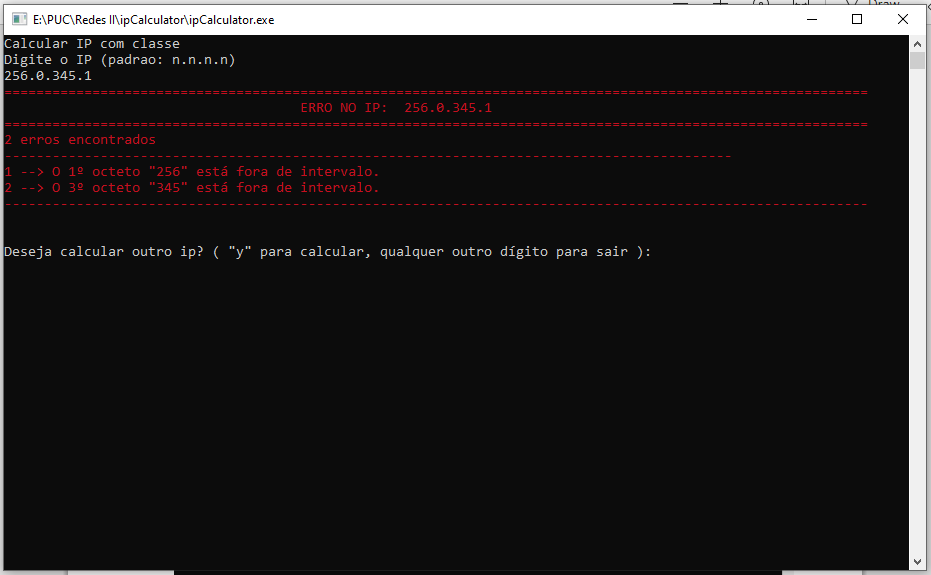 Draw
E:\PUC\Redes II\ipCalculator\ipCalculator.exe
Calcular IP com classe
Digite o IP (padrao: n.n.n.n)
256.0.345.1
============================================================================================================
ERRO NO IP:  256.0.345.1
============================================================================================================
2 erros encontrados
-------------------------------------------------------------------------------------------
1 --> O 1º octeto "256" está fora de intervalo.
2 --> O 3º octeto "345" está fora de intervalo.
------------------------------------------------------------------------------------------------------------
Deseja calcular outro ip? ( "y" para calcular, qualquer outro dígito para sair ):